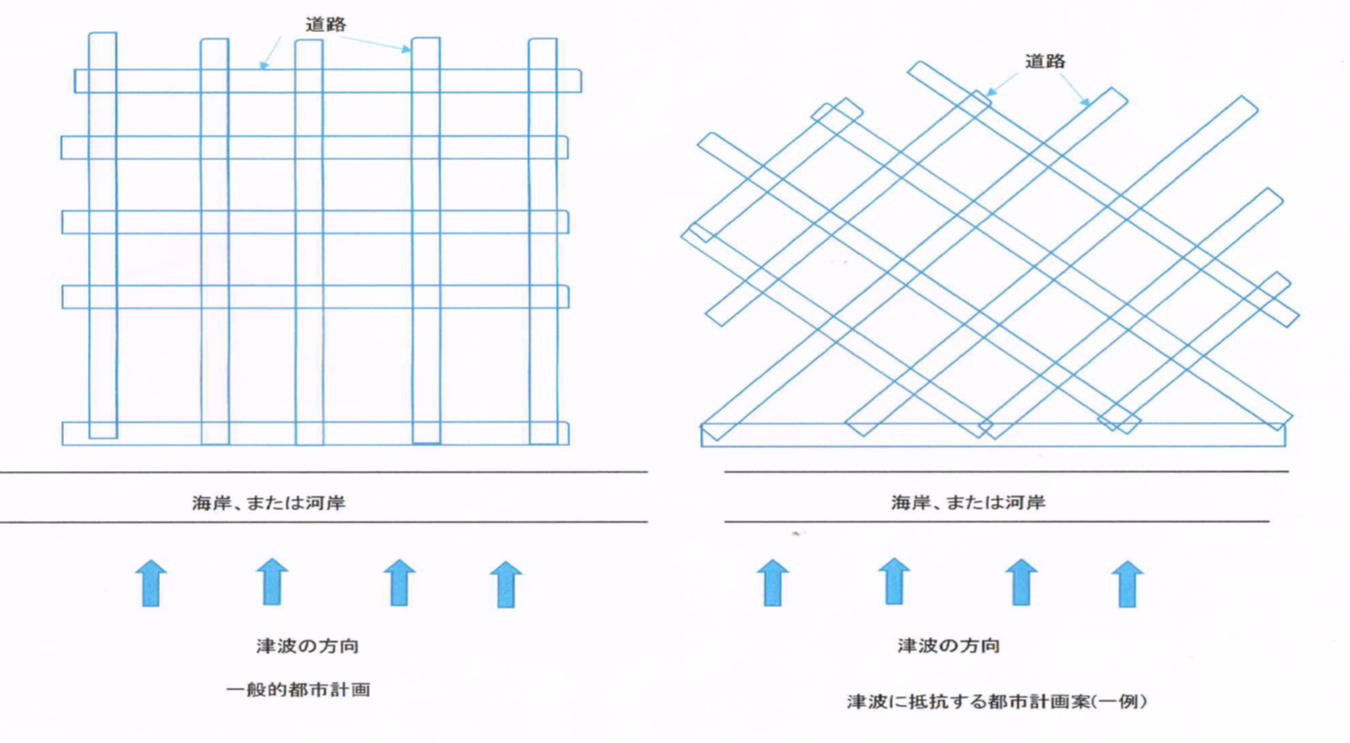 道路
海岸、または河岸
津波の方向
一般的都市計画
道路
海岸、または河岸
津波の方向
津波に抵抗する都市計画案(一例)